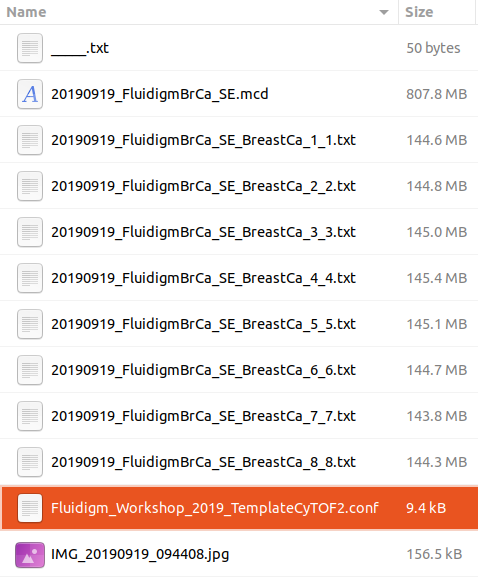 Name Size
_____.txt 50 bytes
20190919_FluidigmBrCa_SE.mcd 807.8 MB
20190919_FluidigmBrCa_SE_BreastCa_1_1.txt 144.6 MB
20190919_FluidigmBrCa_SE_BreastCa_2_2.txt 144.8 MB
20190919_FluidigmBrCa_SE_BreastCa_3_3.txt 145.0 MB
20190919_FluidigmBrCa_SE_BreastCa_4_4.txt 145.4 MB
20190919_FluidigmBrCa_SE_BreastCa_5_5.txt 145.1 MB
20190919_FluidigmBrCa_SE_BreastCa_6_6.txt 144.7 MB
20190919_FluidigmBrCa_SE_BreastCa_7_7.txt 143.8 MB
20190919_FluidigmBrCa_SE_BreastCa_8_8.txt 144.3 MB
Fluidigm_Workshop_2019_TemplateCyTOF2.conf 9.4 kB
IMG_20190919_094408.jpg 156.5 kB